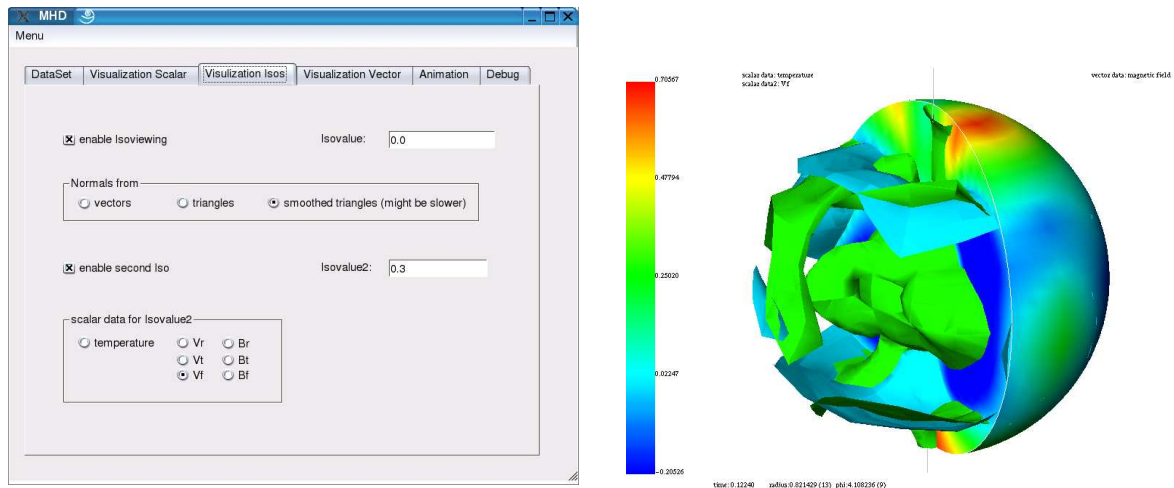 MHD
Menu
DataSet
Visualization Scalar
Visulization Isos
Visualization Vector
Animation
Debug
enable Isoviewing
Isovalue: 0.0
Normals from
vectors
triangles
smoothed triangles (might be slower)
enable second Iso
Isovalue2: 0.3
scalar data for Isovalue2
temperature Vr Br
Vt Bt
Vf Bf
0.70567
scalar data: temperature
scalar data2: Vf
vector data: magnetic field
0.47794
0.25020
0.02247
-0.20526
time:0.12240 radius:0.821429 (13) phi:4.108236 (9)